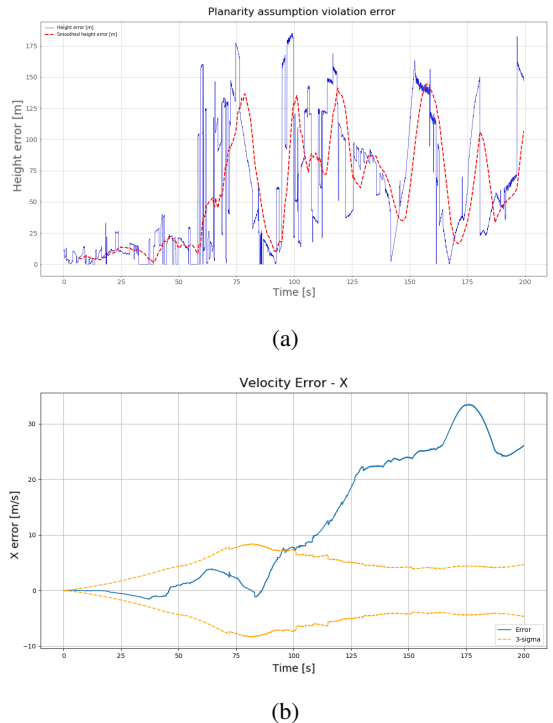 Planarity assumption violation error
Height error [m]
Smoothed height error [m]
Height error [m]
175
150
125
100
75
50
25
0
0 25 50 75 100 125 150 175 200
Time [s]
(a)
Velocity Error - X
X error [m/s]
30
20
10
0
−10
0 25 50 75 100 125 150 175 200
Error
3-sigma
Time [s]
(b)